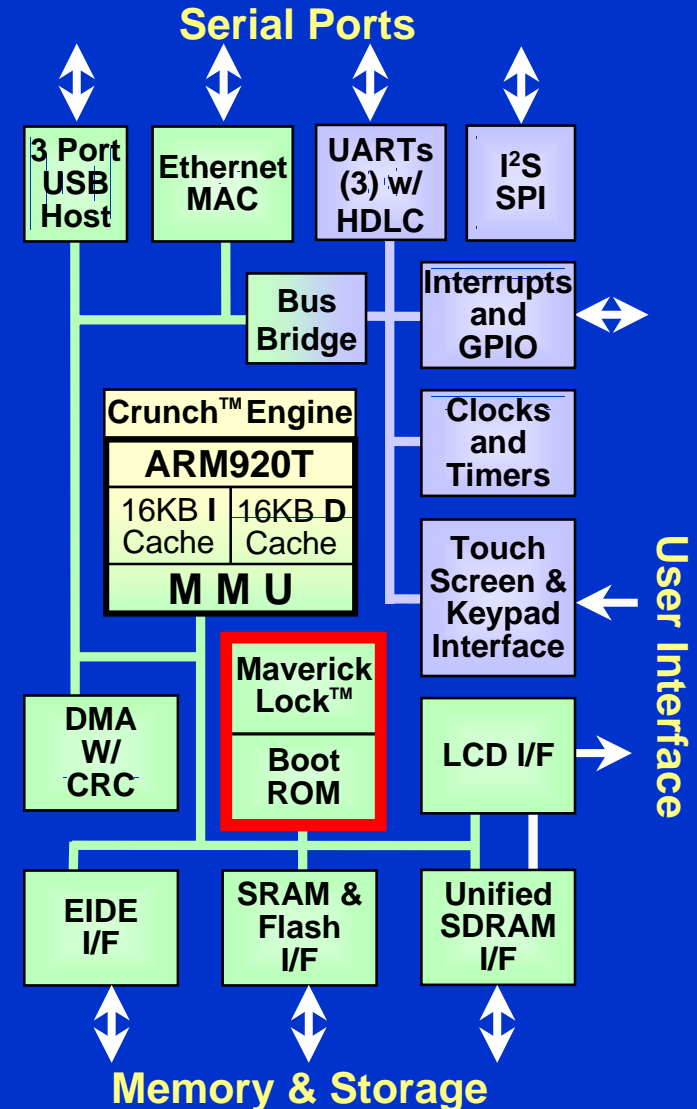 Serial Ports
3 Port
USB
Host
Ethernet
MAC
UARTs
(3) w/
HDLC
I²S
SPI
Bus
Bridge
Interrupts
and
GPIO
Crunch™ Engine
ARM920T
16KB I
Cache
16KB D
Cache
M M U
Clocks
and
Timers
Touch
Screen &
Keypad
Interface
User Interface
Maverick
Lock™
Boot
ROM
DMA
W/
CRC
LCD I/F
EIDE
I/F
SRAM &
Flash
I/F
Unified
SDRAM
I/F
Memory & Storage